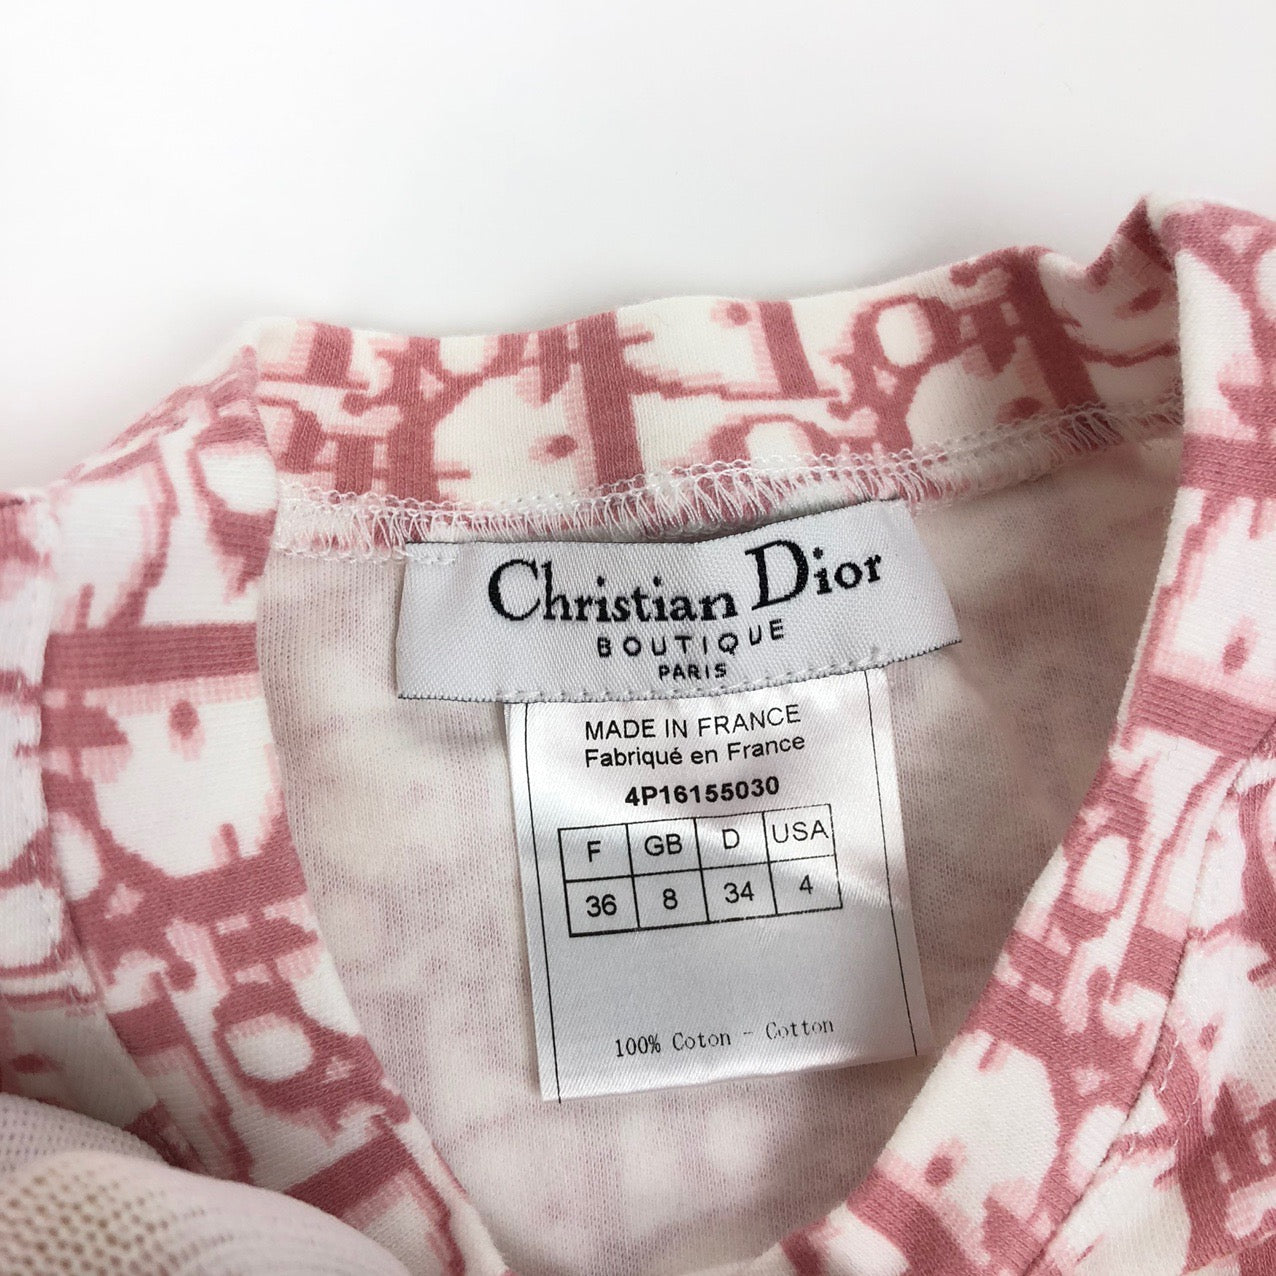 Christian Dior
BOUTIQUE
PARIS
MADE IN FRANCE
Fabriqué en France
4P16155030
F GB D USA
36 8 34 4
100% Coton - Cotton